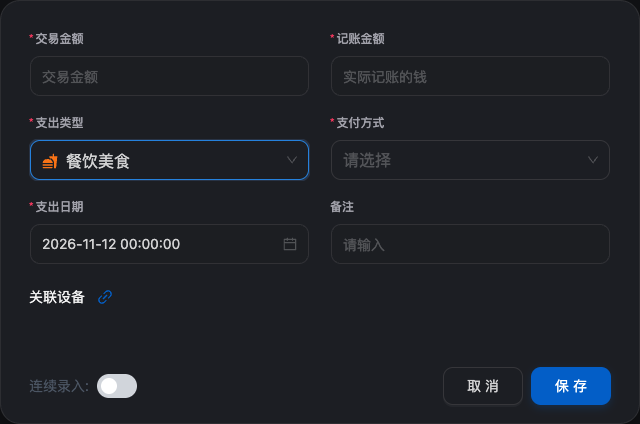 *交易金额 *记账金额
交易金额 实际记账的钱
*支出类型 *支付方式
餐饮美食 请选择
*支出日期 备注
2026-11-12 00:00:00 请输入
关联设备
连续录入: 取消 保存